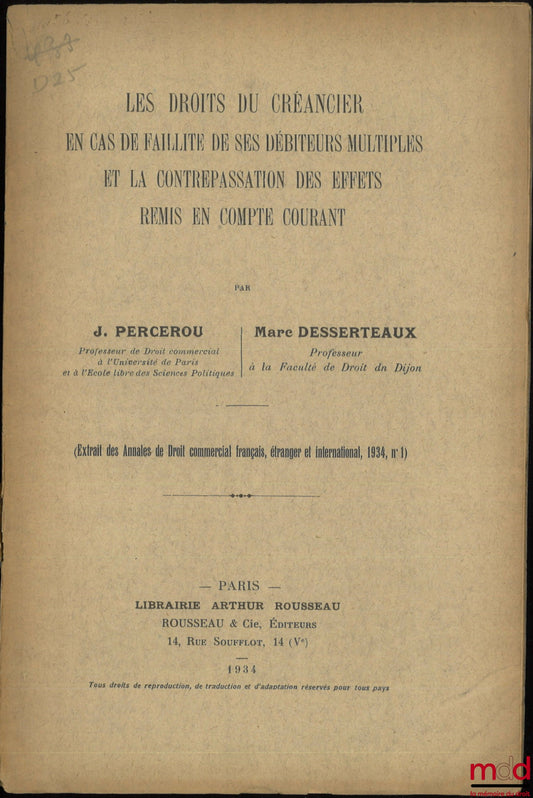 D25
LES DROITS DU CRÉANCIER
EN CAS DE FAILLITE DE SES DÉBITEURS MULTIPLES
ET LA CONTREPASSATION DES EFFETS
REMIS EN COMPTE COURANT
PAR
J. PERCEROU
Professeur de Droit commercial
à l'Université de Paris
et à l'Ecole libre des Sciences Politiques
Marc DESSERTEAUX
Professeur
à la Faculté de Droit dn Dijon
(Extrait des Annales de Droit commercial français, étranger et international, 1934, n° 1)
— PARIS —
LIBRAIRIE ARTHUR ROUSSEAU
ROUSSEAU & Cie, ÉDITEURS
14, RUE SOUFFLOT, 14 (Ve)
1934
Tous droits de reproduction, de traduction et d'adaptation réservés pour tous pays
mdd
la mémoire du droit